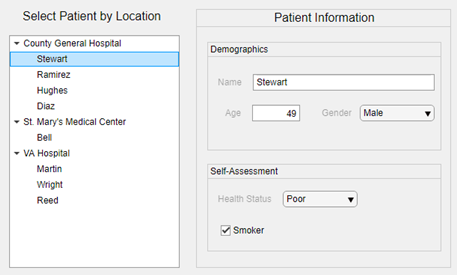 Select Patient by Location
County General Hospital
Stewart
Ramirez
Hughes
Diaz
St. Mary's Medical Center
Bell
VA Hospital
Martin
Wright
Reed
Patient Information
Demographics
Name Stewart
Age 49 Gender Male
Self-Assessment
Health Status Poor
Smoker